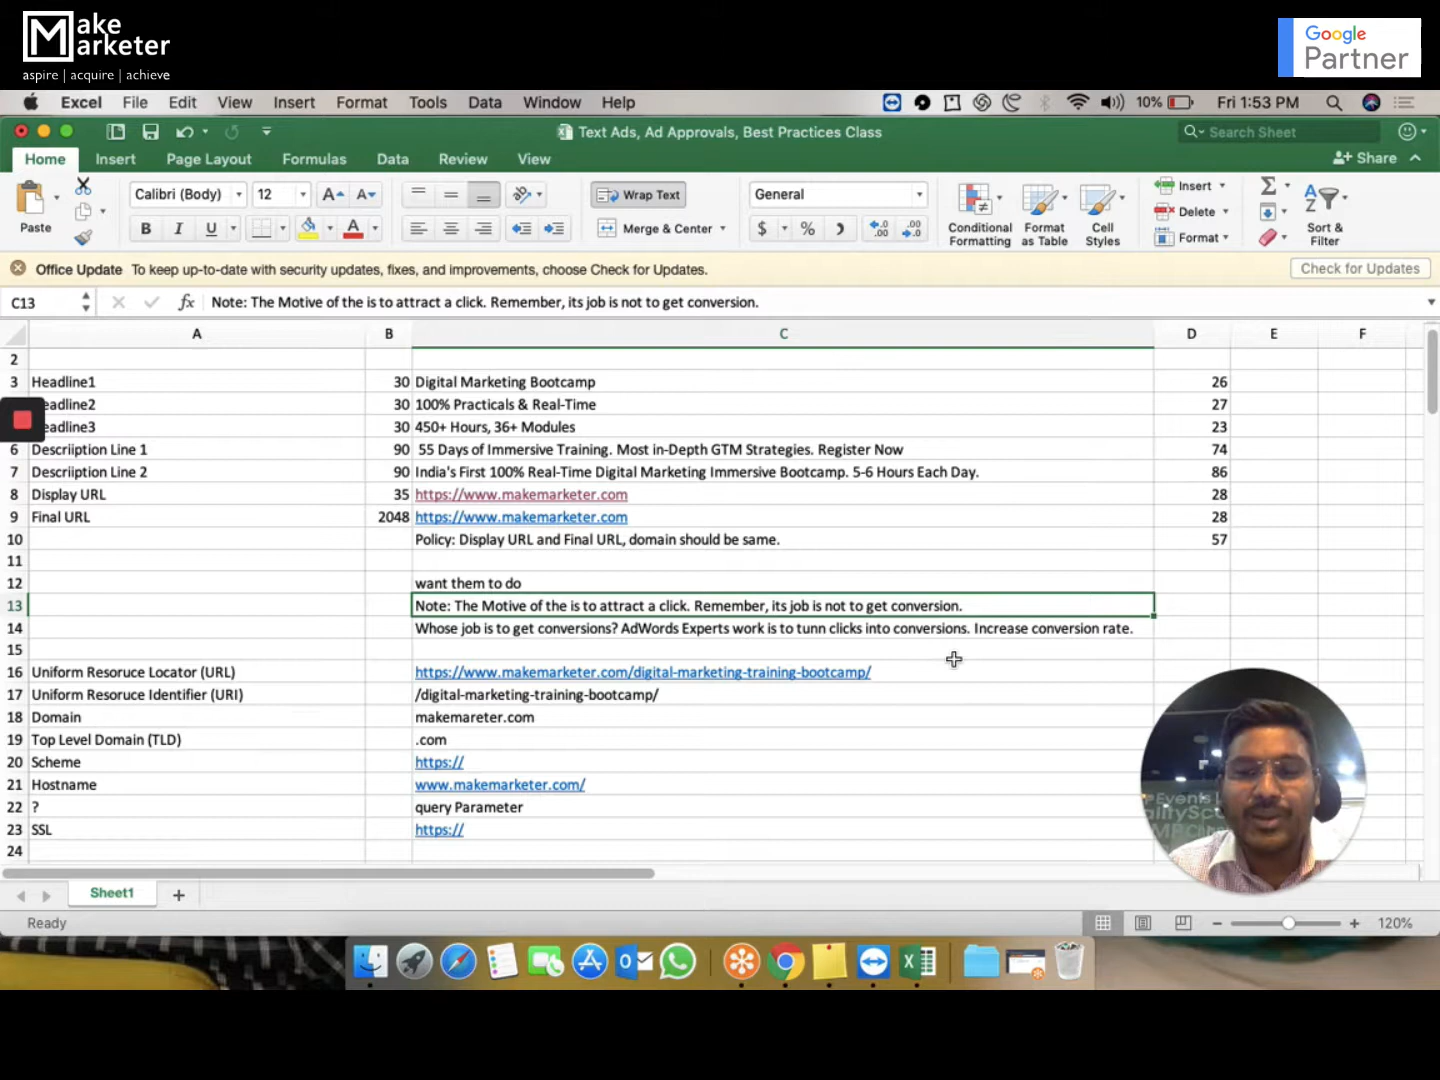 Make
Marketer
aspire | acquire | achieve
Google
Partner
Excel File Edit View Insert Format Tools Data Window Help
10% Fri 1:53 PM
Text Ads, Ad Approvals, Best Practices Class
Search Sheet
Home Insert Page Layout Formulas Data Review View
Share
Paste
Calibri (Body) 12
Wrap Text
General
Merge & Center
Conditional Formatting
Format as Table
Cell Styles
Insert
Delete
Format
Sort & Filter
Office Update To keep up-to-date with security updates, fixes, and improvements, choose Check for Updates.
Check for Updates
C13 fx Note: The Motive of the is to attract a click. Remember, its job is not to get conversion.
A B C D E F
2
3 Headline1 30 Digital Marketing Bootcamp 26
eadline2 30 100% Practicals & Real-Time 27
eadline3 30 450+ Hours, 36+ Modules 23
6 Descriiption Line 1 90 55 Days of Immersive Training. Most in-Depth GTM Strategies. Register Now 74
7 Descriiption Line 2 90 India's First 100% Real-Time Digital Marketing Immersive Bootcamp. 5-6 Hours Each Day. 86
8 Display URL 35 https://www.makemarketer.com 28
9 Final URL 2048 https://www.makemarketer.com 28
10 Policy: Display URL and Final URL, domain should be same. 57
11
12 want them to do
13 Note: The Motive of the is to attract a click. Remember, its job is not to get conversion.
14 Whose job is to get conversions? AdWords Experts work is to tunn clicks into conversions. Increase conversion rate.
15
16 Uniform Resoruce Locator (URL) https://www.makemarketer.com/digital-marketing-training-bootcamp/
17 Uniform Resoruce Identifier (URI) /digital-marketing-training-bootcamp/
18 Domain makemareter.com
19 Top Level Domain (TLD) .com
20 Scheme https://
21 Hostname www.makemarketer.com/
22 ? query Parameter
23 SSL https://
24
Sheet1
Ready
120%